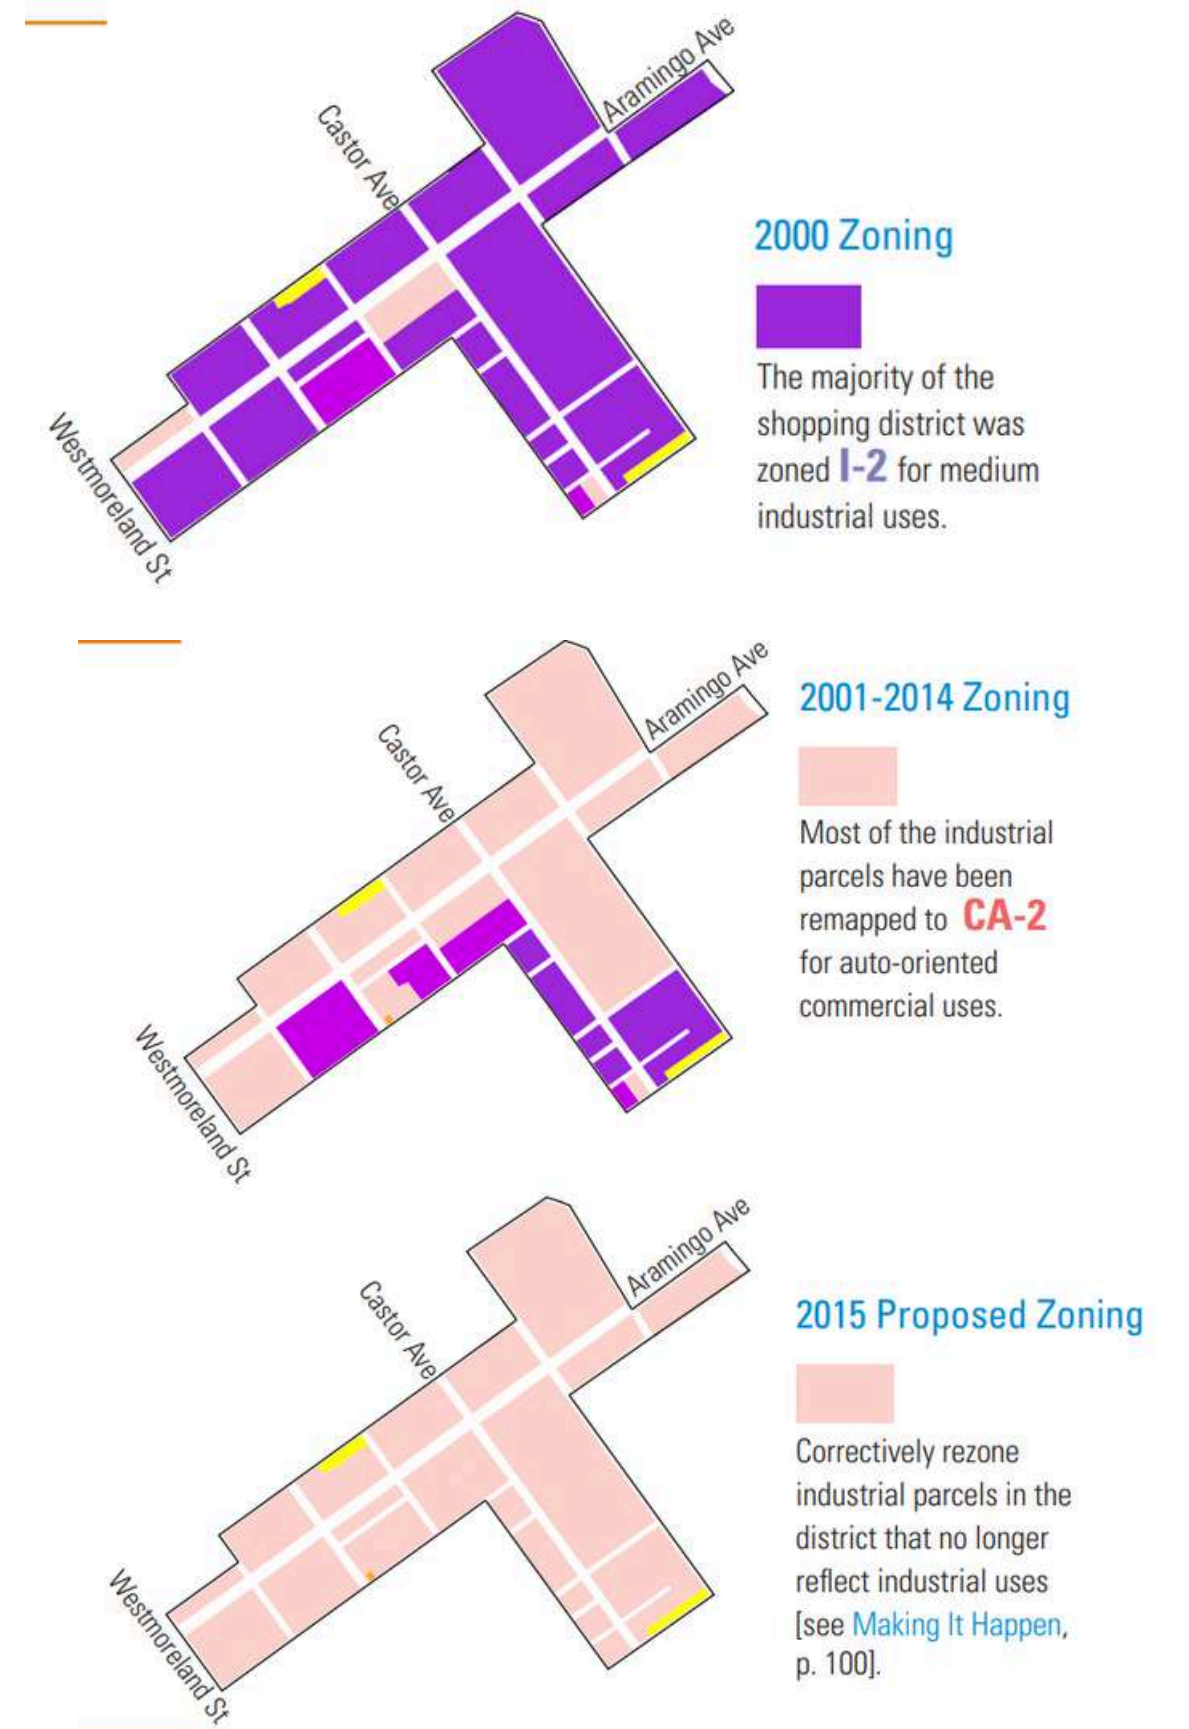 Aramingo Ave
Castor Ave
Westmoreland St
2000 Zoning
The majority of the
shopping district was
zoned I-2 for medium
industrial uses.
Aramingo Ave
Castor Ave
Westmoreland St
2001-2014 Zoning
Most of the industrial
parcels have been
remapped to CA-2
for auto-oriented
commercial uses.
Aramingo Ave
Castor Ave
Westmoreland St
2015 Proposed Zoning
Correctively rezone
industrial parcels in the
district that no longer
reflect industrial uses
[see Making It Happen,
p. 100].